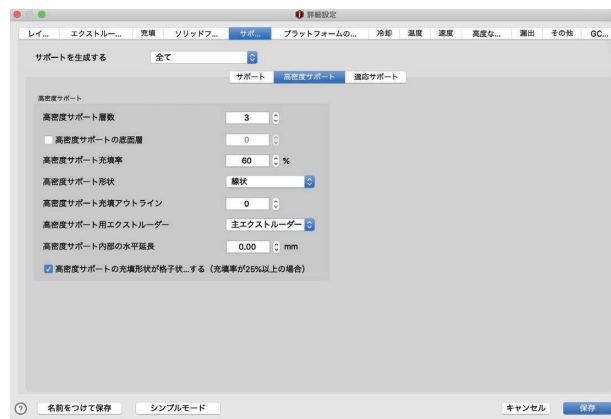 詳細設定
レイ... エクストルー... 充填 ソリッドフ... サポ... プラットフォームの... 冷却 温度 速度 高度な... 漏出 その他 GC...
サポートを生成する 全て
サポート 高密度サポート 適応サポート
高密度サポート
高密度サポート層数 3
高密度サポートの底面層 0
高密度サポート充填率 60 %
高密度サポート形状 線状
高密度サポート充填アウトライン 0
高密度サポート用エクストルーダー 主エクストルーダー
高密度サポート内部の水平延長 0.00 mm
高密度サポートの充填形状が格子状...する（充填率が25%以上の場合）
? 名前をつけて保存 シンプルモード キャンセル 保存